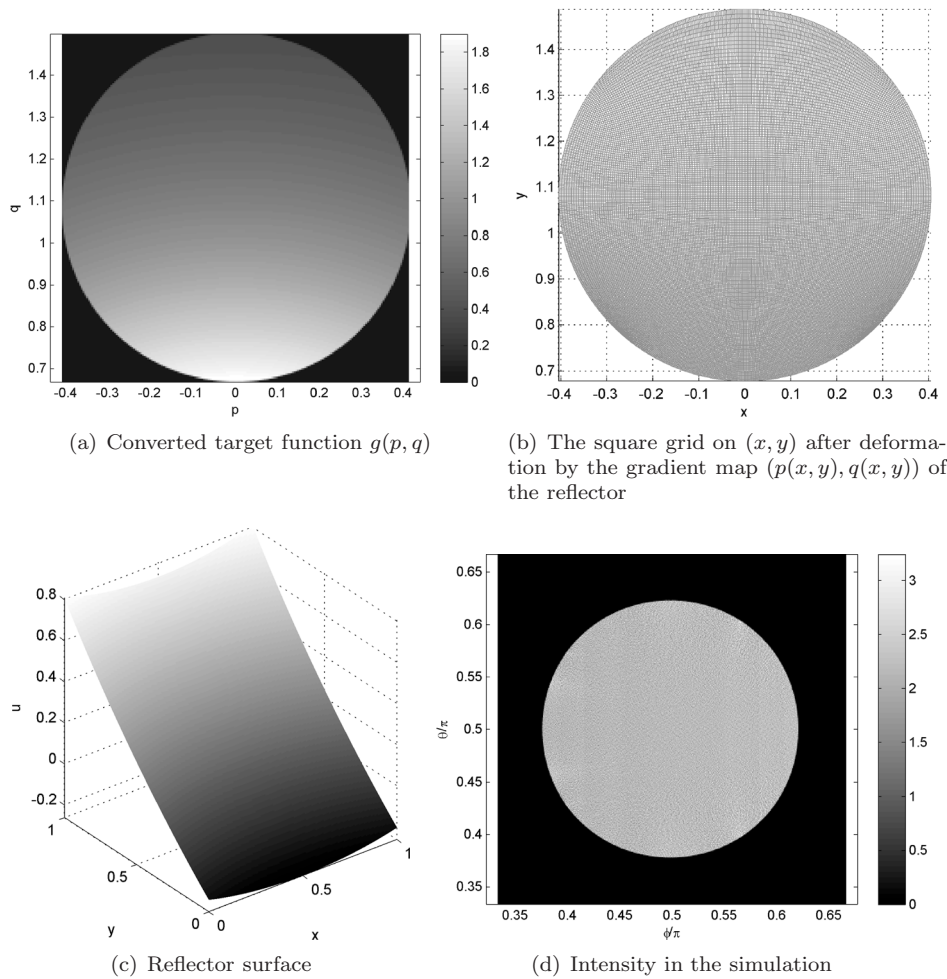 1.4
1.3
1.2
1.1
1
0.9
0.8
0.7
q
-0.4 -0.3 -0.2 -0.1 0 0.1 0.2 0.3 0.4
p
1.8
1.6
1.4
1.2
1
0.8
0.6
0.4
0.2
0
(a) Converted target function g(p, q)
1.4
1.3
1.2
1.1
1
0.9
0.8
0.7
y
-0.4 -0.3 -0.2 -0.1 0 0.1 0.2 0.3 0.4
x
(b) The square grid on (x, y) after deforma-
tion by the gradient map (p(x, y), q(x, y)) of
the reflector
0.8
0.6
0.4
0.2
0
-0.2
u
1
0.5
0
y
0
0.5
1
x
(c) Reflector surface
0.65
0.6
0.55
0.5
0.45
0.4
0.35
θ/π
0.35 0.4 0.45 0.5 0.55 0.6 0.65
ϕ/π
3
2.5
2
1.5
1
0.5
0
(d) Intensity in the simulation